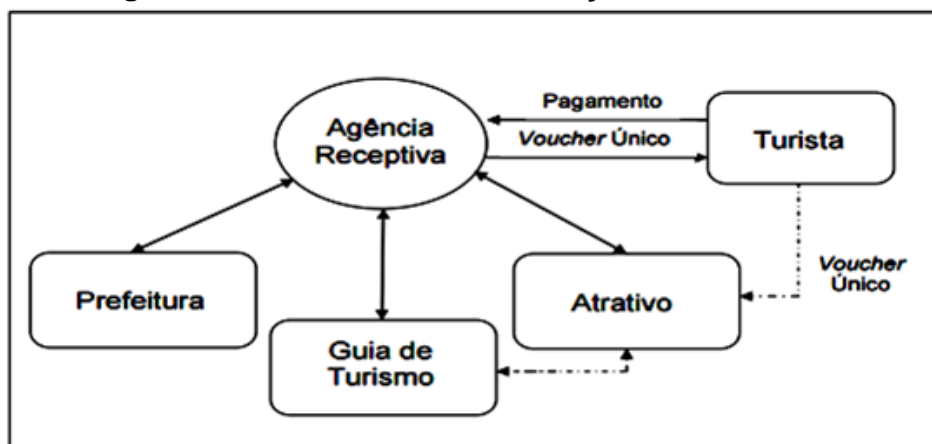 Pagamento
Agência
Receptiva
Voucher Único
Turista
Voucher
Único
Prefeitura
Atrativo
Guia de
Turismo